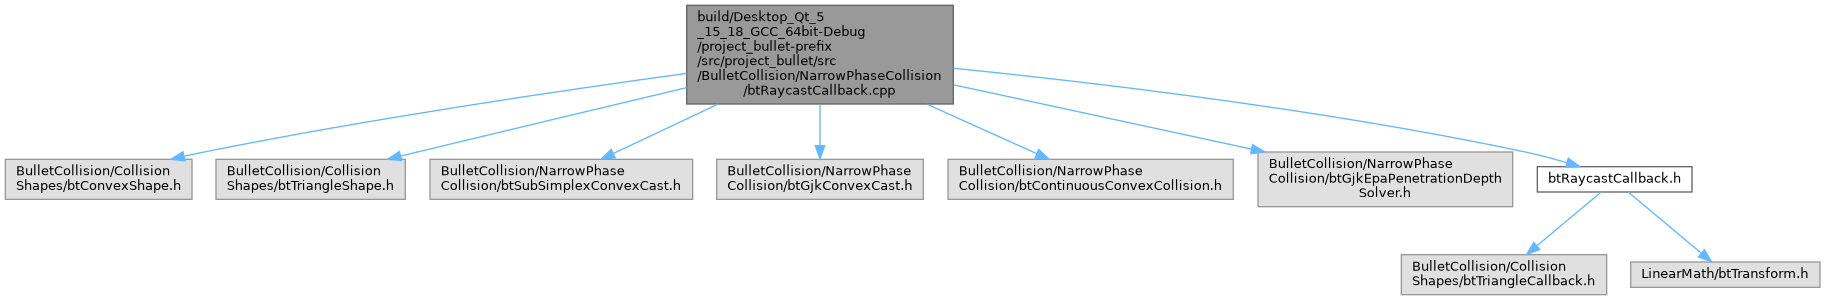 build/Desktop_Qt_5
_15_18_GCC_64bit-Debug
/project_bullet-prefix
/src/project_bullet/src
/BulletCollision/NarrowPhaseCollision
/btRaycastCallback.cpp
BulletCollision/Collision
Shapes/btConvexShape.h
BulletCollision/Collision
Shapes/btTriangleShape.h
BulletCollision/NarrowPhase
Collision/btSubSimplexConvexCast.h
BulletCollision/NarrowPhase
Collision/btGjkConvexCast.h
BulletCollision/NarrowPhase
Collision/btContinuousConvexCollision.h
BulletCollision/NarrowPhase
Collision/btGjkEpaPenetrationDepth
Solver.h
btRaycastCallback.h
BulletCollision/Collision
Shapes/btTriangleCallback.h
LinearMath/btTransform.h